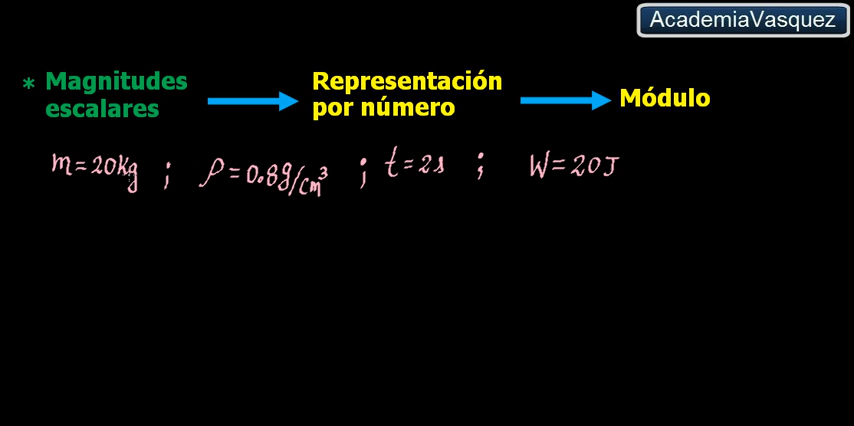 AcademiaVasquez
* Magnitudes escalares → Representación por número → Módulo
m = 20kg ; ρ = 0.8g/cm³ ; t = 2s ; W = 20J